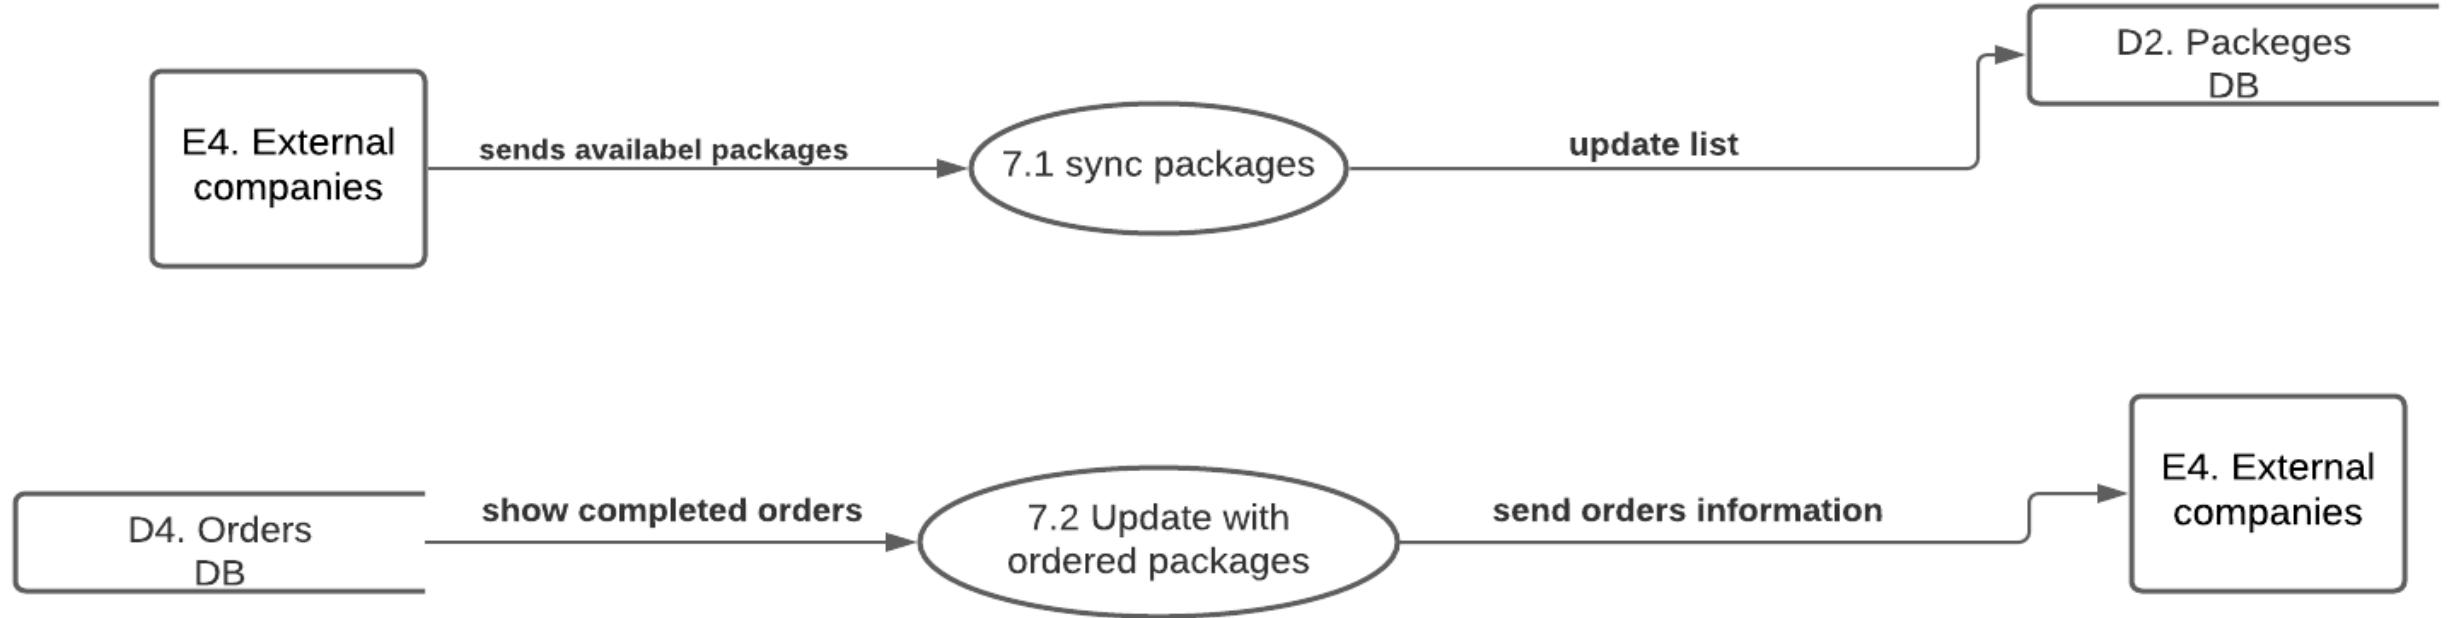 D2. Packeges
DB
E4. External
companies
sends availabel packages
7.1 sync packages
update list
D4. Orders
DB
show completed orders
7.2 Update with
ordered packages
send orders information
E4. External
companies